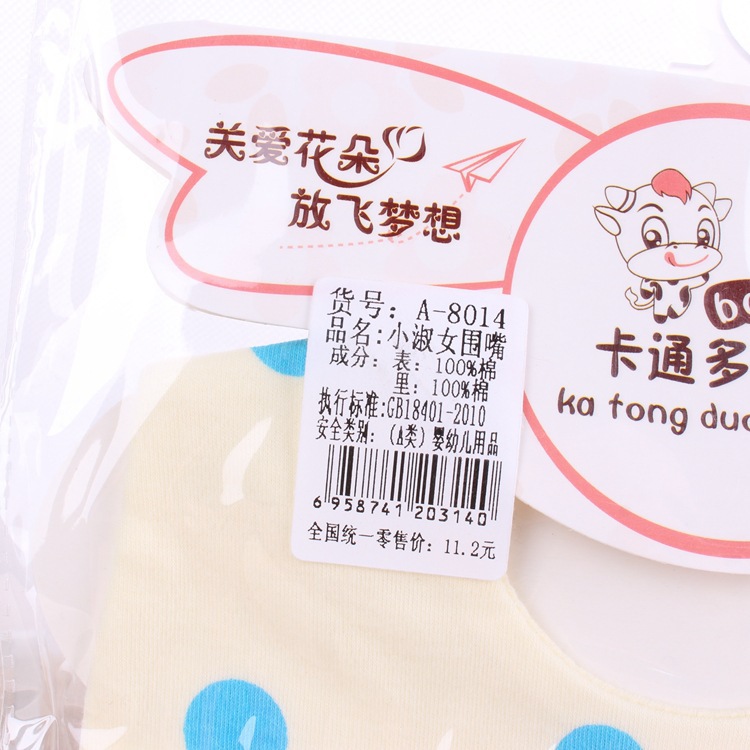 关爱花朵
放飞梦想
卡通多
ka tong duo
货号：A-8014
品名：小淑女围嘴
成分：表：100%棉
里：100%棉
执行标准:GB18401-2010
安全类别：（A类）婴幼儿用品
6 958741 203140
全国统一零售价：11.2元